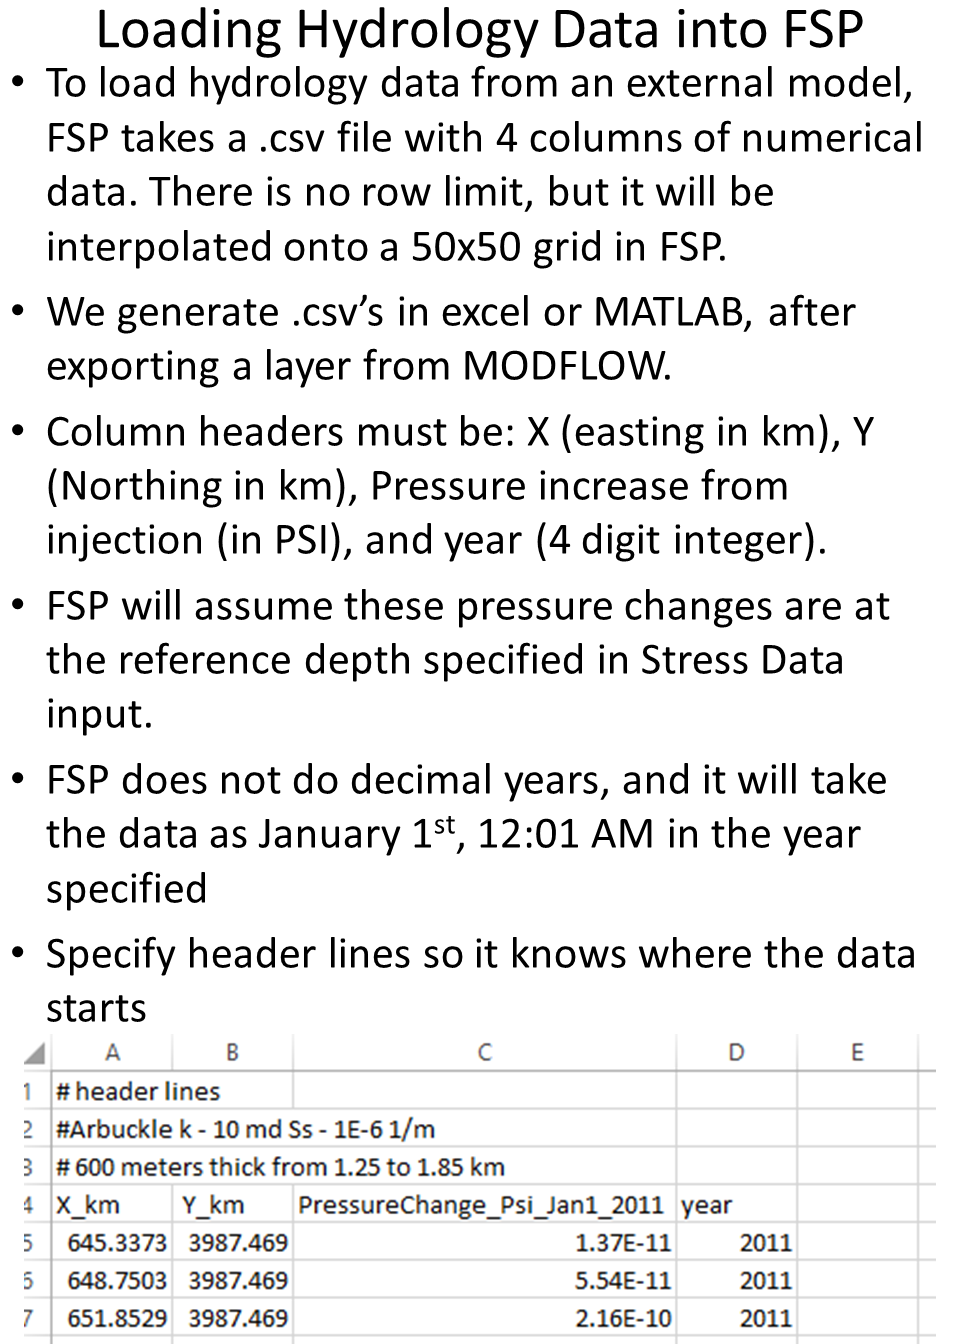 Loading Hydrology Data into FSP
• To load hydrology data from an external model,
FSP takes a .csv file with 4 columns of numerical
data. There is no row limit, but it will be
interpolated onto a 50x50 grid in FSP.
• We generate .csv’s in excel or MATLAB, after
exporting a layer from MODFLOW.
• Column headers must be: X (easting in km), Y
(Northing in km), Pressure increase from
injection (in PSI), and year (4 digit integer).
• FSP will assume these pressure changes are at
the reference depth specified in Stress Data
input.
• FSP does not do decimal years, and it will take
the data as January 1st, 12:01 AM in the year
specified
• Specify header lines so it knows where the data
starts
A B C D E
1 # header lines
2 #Arbuckle k - 10 md Ss - 1E-6 1/m
3 # 600 meters thick from 1.25 to 1.85 km
4 X_km Y_km PressureChange_Psi_Jan1_2011 year
5 645.3373 3987.469 1.37E-11 2011
6 648.7503 3987.469 5.54E-11 2011
7 651.8529 3987.469 2.16E-10 2011